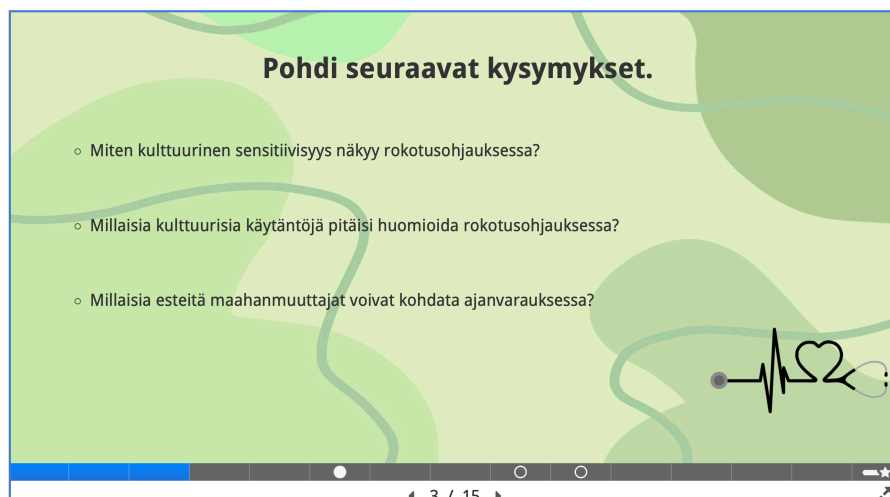 Pohdi seuraavat kysymykset.
Miten kulttuurinen sensitiivisyys näkyy rokotusohjauksessa?
Millaisia kulttuurisia käytäntöjä pitäisi huomioida rokotusohjauksessa?
Millaisia esteitä maahanmuuttajat voivat kohdata ajanvarauksessa?
3 / 15